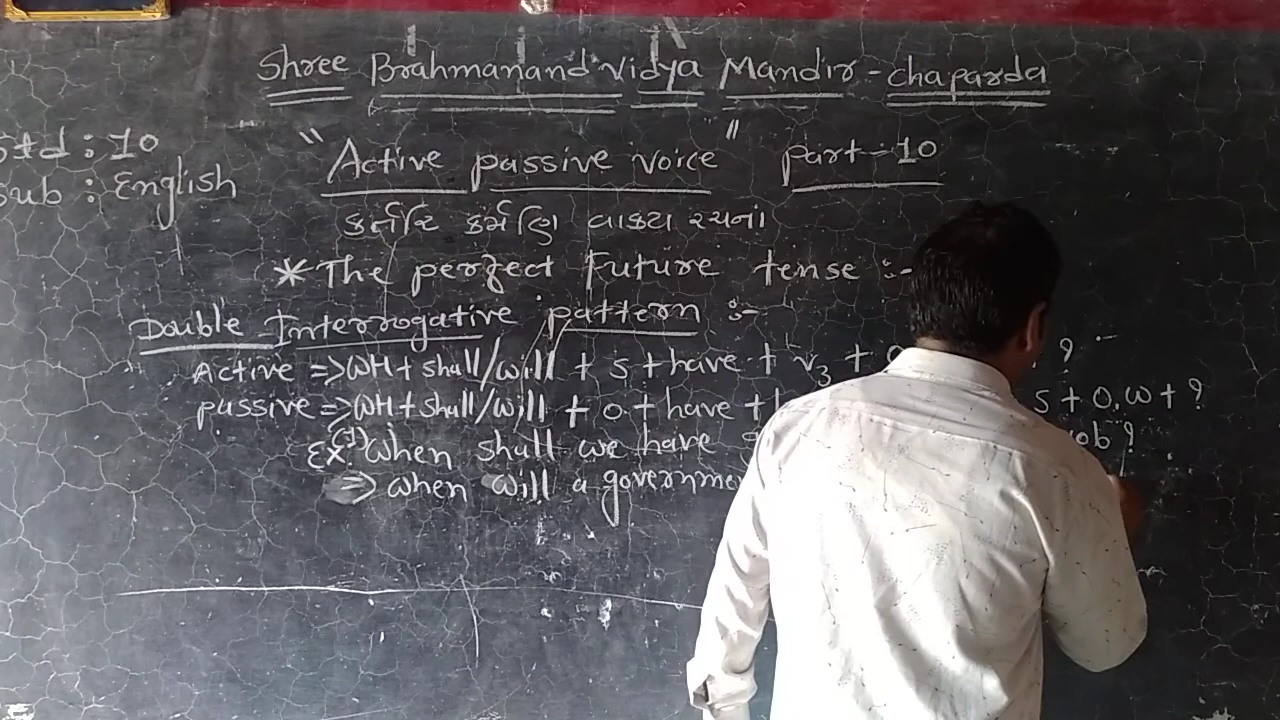 Shree Brahmanand Vidya Mandir - chaparda
Std : 10
Sub : English
"Active passive voice" part-10
કર્તરિ કર્મણિ વાક્ય રચના
* The perfect Future tense :-
Double Interrogative pattern :-
Active => WH + shall/will + s + have + v3 + ?
passive => WH + shall/will + o + have + s + o.w + ?
Ex. (1) when shall we have job?
=> when will a